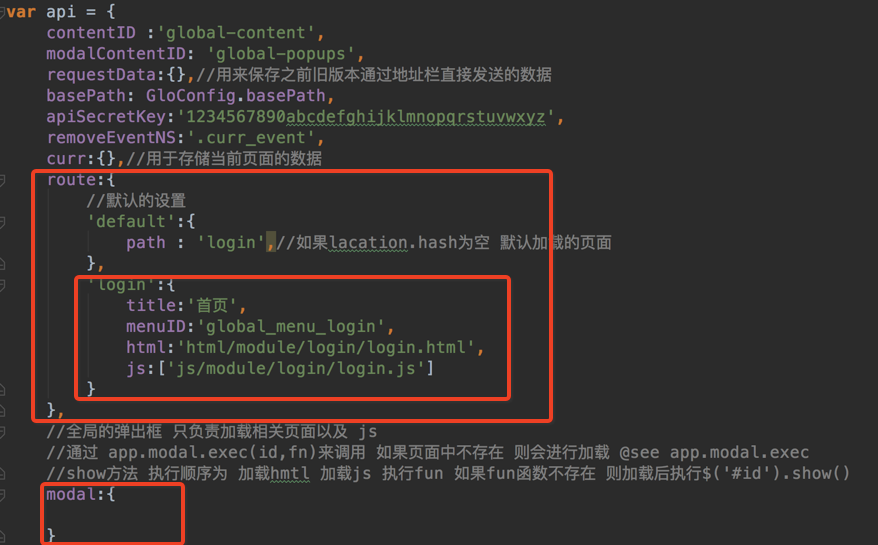 var api = {
contentID :'global-content',
modalContentID: 'global-popups',
requestData:{},//用来保存之前旧版本通过地址栏直接发送的数据
basePath: GloConfig.basePath,
apiSecretKey:'1234567890abcdefghijklmnopqrstuvwxyz',
removeEventNS:'.curr_event',
curr:{},//用于存储当前页面的数据
route:{
//默认的设置
'default':{
path : 'login',//如果lacation.hash为空 默认加载的页面
},
'login':{
title:'首页',
menuID:'global_menu_login',
html:'html/module/login/login.html',
js:['js/module/login/login.js']
}
},
//全局的弹出框 只负责加载相关页面以及 js
//通过 app.modal.exec(id,fn)来调用 如果页面中不存在 则会进行加载 @see app.modal.exec
//show方法 执行顺序为 加载hmtl 加载js 执行fun 如果fun函数不存在 则加载后执行$('#id').show()
modal:{
}